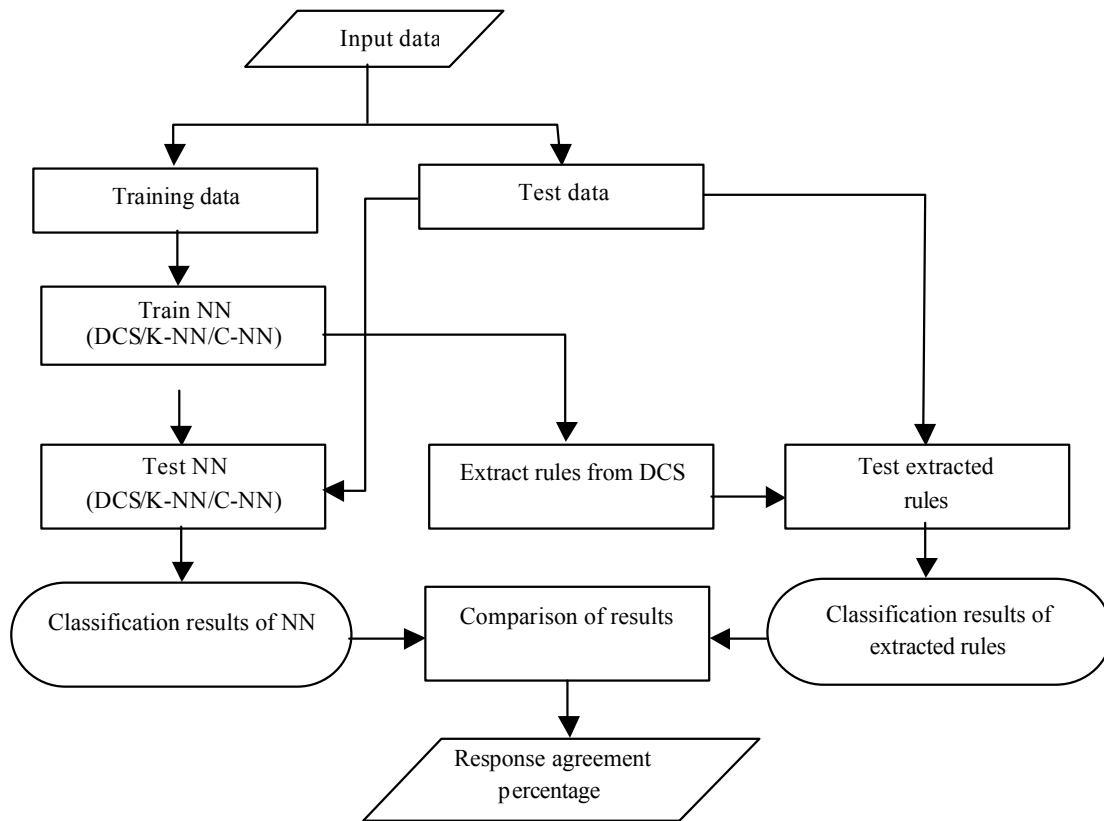 Input data
Training data
Test data
Train NN
(DCS/K-NN/C-NN)
Test NN
(DCS/K-NN/C-NN)
Extract rules from DCS
Test extracted
rules
Classification results of NN
Comparison of results
Classification results of
extracted rules
Response agreement
percentage